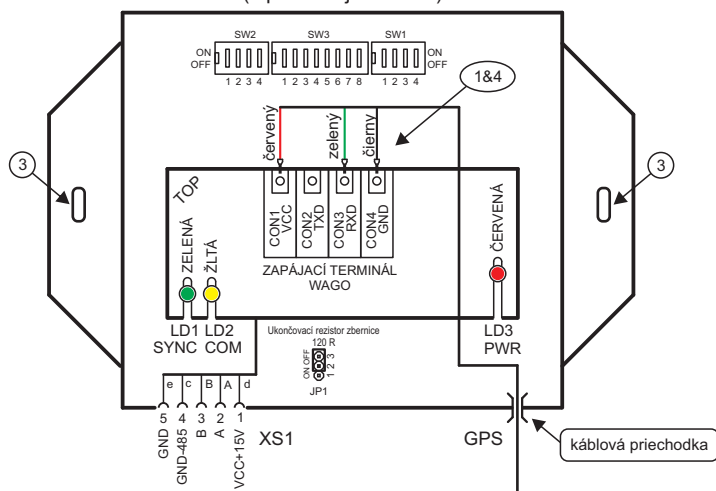 SW2 SW3 SW1
ON OFF ON OFF
1 2 3 4 1 2 3 4 5 6 7 8 1 2 3 4
1&4
červený
zelený
čierny
3
3
TOP
CON1 VCC
CON2 TXD
CON3 RXD
CON4 GND
ZAPÁJACÍ TERMINÁL
WAGO
ZELENÁ
ŽLTÁ
ČERVENÁ
LD1 LD2
SYNC COM
LD3
PWR
Ukončovací rezistor zbernice
120 R
ON OFF
1 2 3
JP1
e c B A d
5 4 3 2 1
GND
GND-485
B
A
VCC+15V
XS1
GPS
káblová priechodka